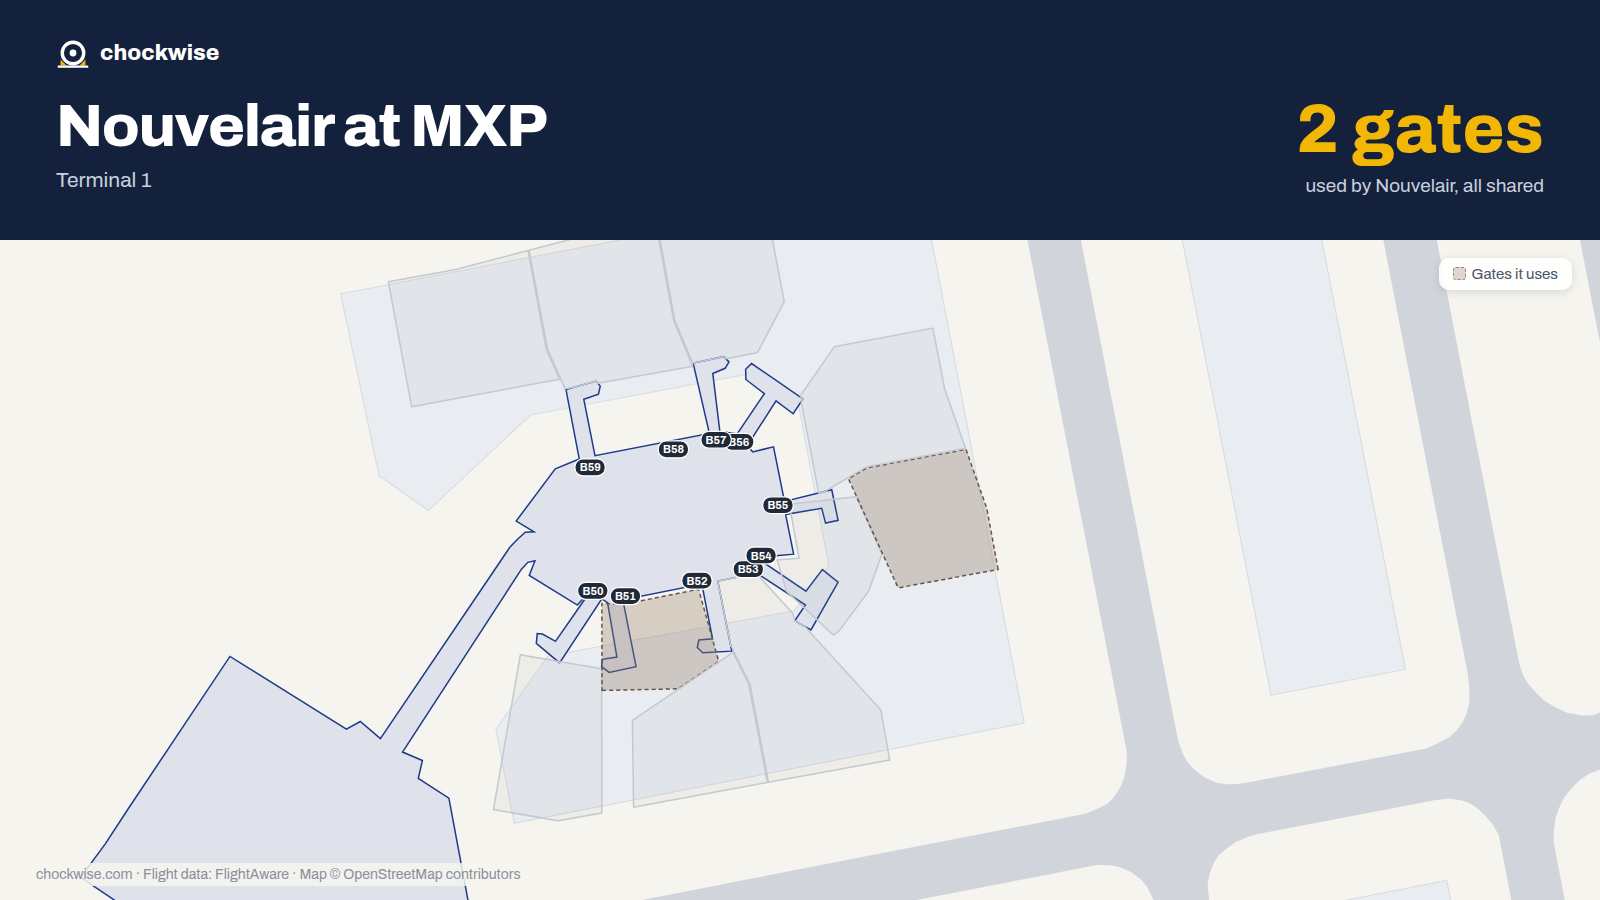 chockwise
Nouvelair at MXP
Terminal 1
2 gates
used by Nouvelair, all shared
Gates it uses
B57
B56
B58
B59
B55
B54
B53
B52
B50
B51
chockwise.com · Flight data: FlightAware · Map © OpenStreetMap contributors